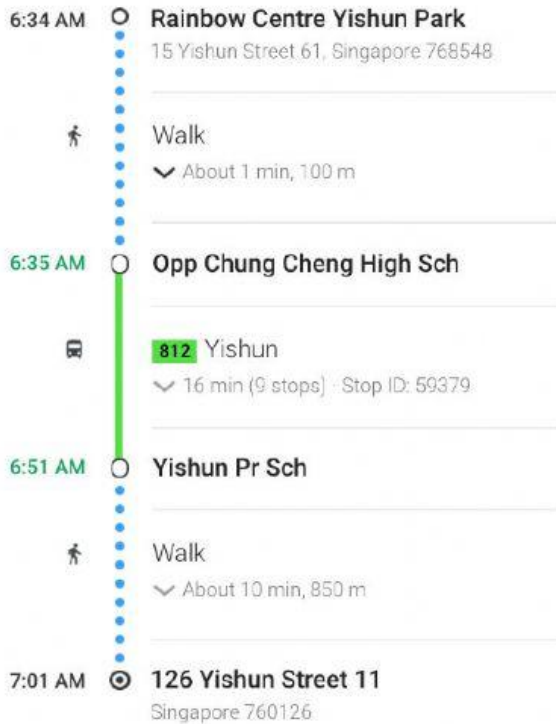 6:34 AM Rainbow Centre Yishun Park
15 Yishun Street 61, Singapore 768548
Walk
About 1 min, 100 m
6:35 AM Opp Chung Cheng High Sch
812 Yishun
16 min (9 stops) · Stop ID: 59379
6:51 AM Yishun Pr Sch
Walk
About 10 min, 850 m
7:01 AM 126 Yishun Street 11
Singapore 760126